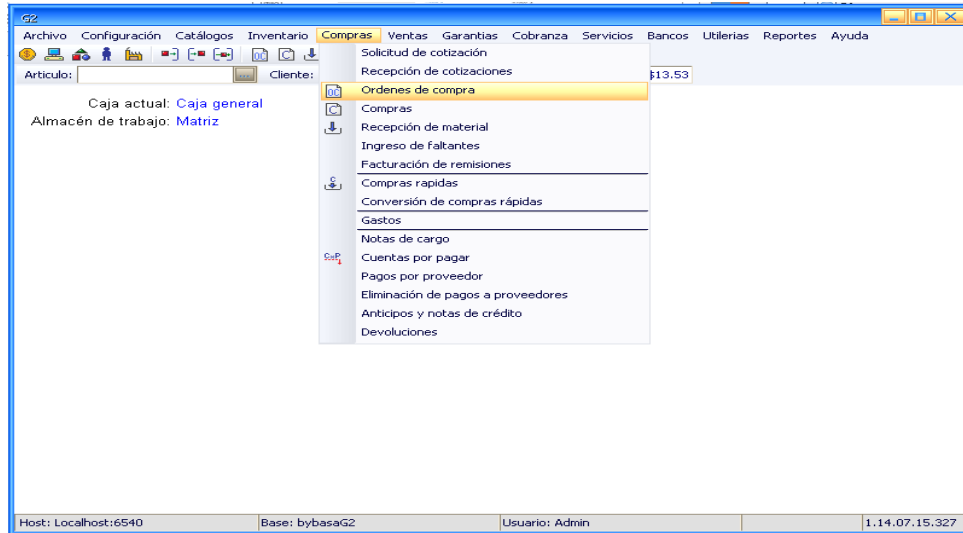 G2
Archivo Configuración Catálogos Inventario Compras Ventas Garantias Cobranza Servicios Bancos Utilerias Reportes Ayuda
Articulo: Cliente: $13.53
Caja actual: Caja general
Almacén de trabajo: Matriz
Solicitud de cotización
Recepción de cotizaciones
Ordenes de compra
Compras
Recepción de material
Ingreso de faltantes
Facturación de remisiones
Compras rapidas
Conversión de compras rápidas
Gastos
Notas de cargo
Cuentas por pagar
Pagos por proveedor
Eliminación de pagos a proveedores
Anticipos y notas de crédito
Devoluciones
Host: Localhost:6540 Base: bybasaG2 Usuario: Admin 1.14.07.15.327